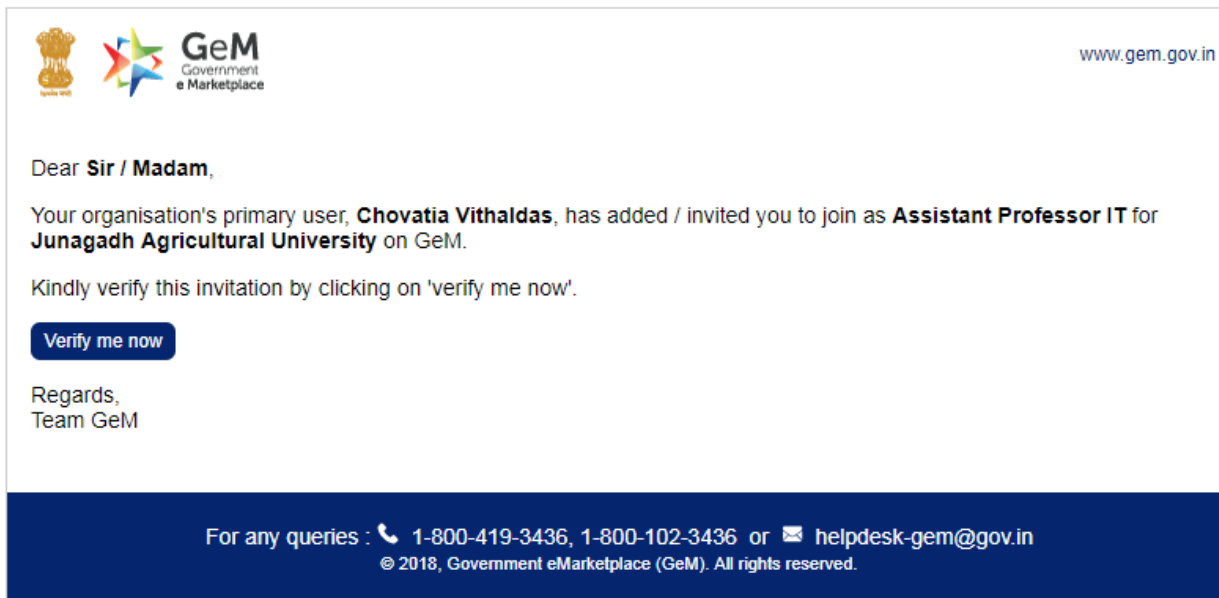 GeM
Government
e Marketplace
www.gem.gov.in
Dear Sir / Madam,
Your organisation's primary user, Chovatia Vithaldas, has added / invited you to join as Assistant Professor IT for
Junagadh Agricultural University on GeM.
Kindly verify this invitation by clicking on 'verify me now'.
Verify me now
Regards,
Team GeM
For any queries : 1-800-419-3436, 1-800-102-3436 or helpdesk-gem@gov.in
© 2018, Government eMarketplace (GeM). All rights reserved.